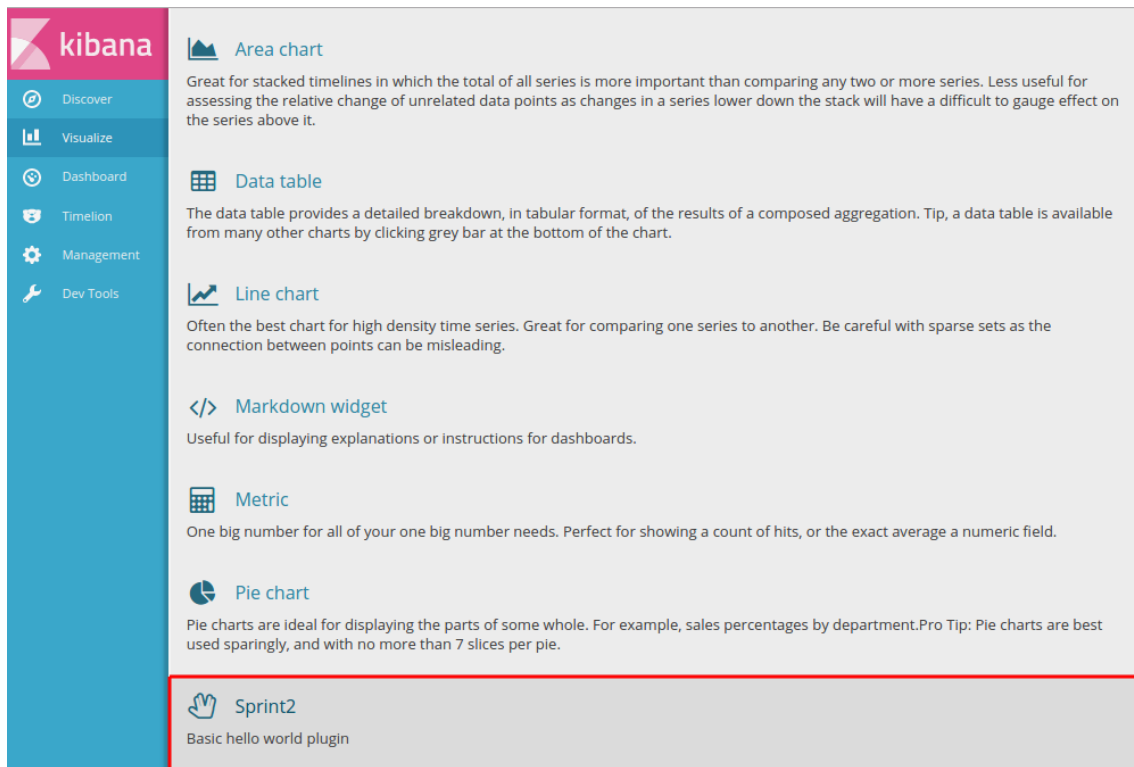 kibana
Discover
Visualize
Dashboard
Timelion
Management
Dev Tools
Area chart
Great for stacked timelines in which the total of all series is more important than comparing any two or more series. Less useful for
assessing the relative change of unrelated data points as changes in a series lower down the stack will have a difficult to gauge effect on
the series above it.
Data table
The data table provides a detailed breakdown, in tabular format, of the results of a composed aggregation. Tip, a data table is available
from many other charts by clicking grey bar at the bottom of the chart.
Line chart
Often the best chart for high density time series. Great for comparing one series to another. Be careful with sparse sets as the
connection between points can be misleading.
Markdown widget
Useful for displaying explanations or instructions for dashboards.
Metric
One big number for all of your one big number needs. Perfect for showing a count of hits, or the exact average a numeric field.
Pie chart
Pie charts are ideal for displaying the parts of some whole. For example, sales percentages by department.Pro Tip: Pie charts are best
used sparingly, and with no more than 7 slices per pie.
Sprint2
Basic hello world plugin